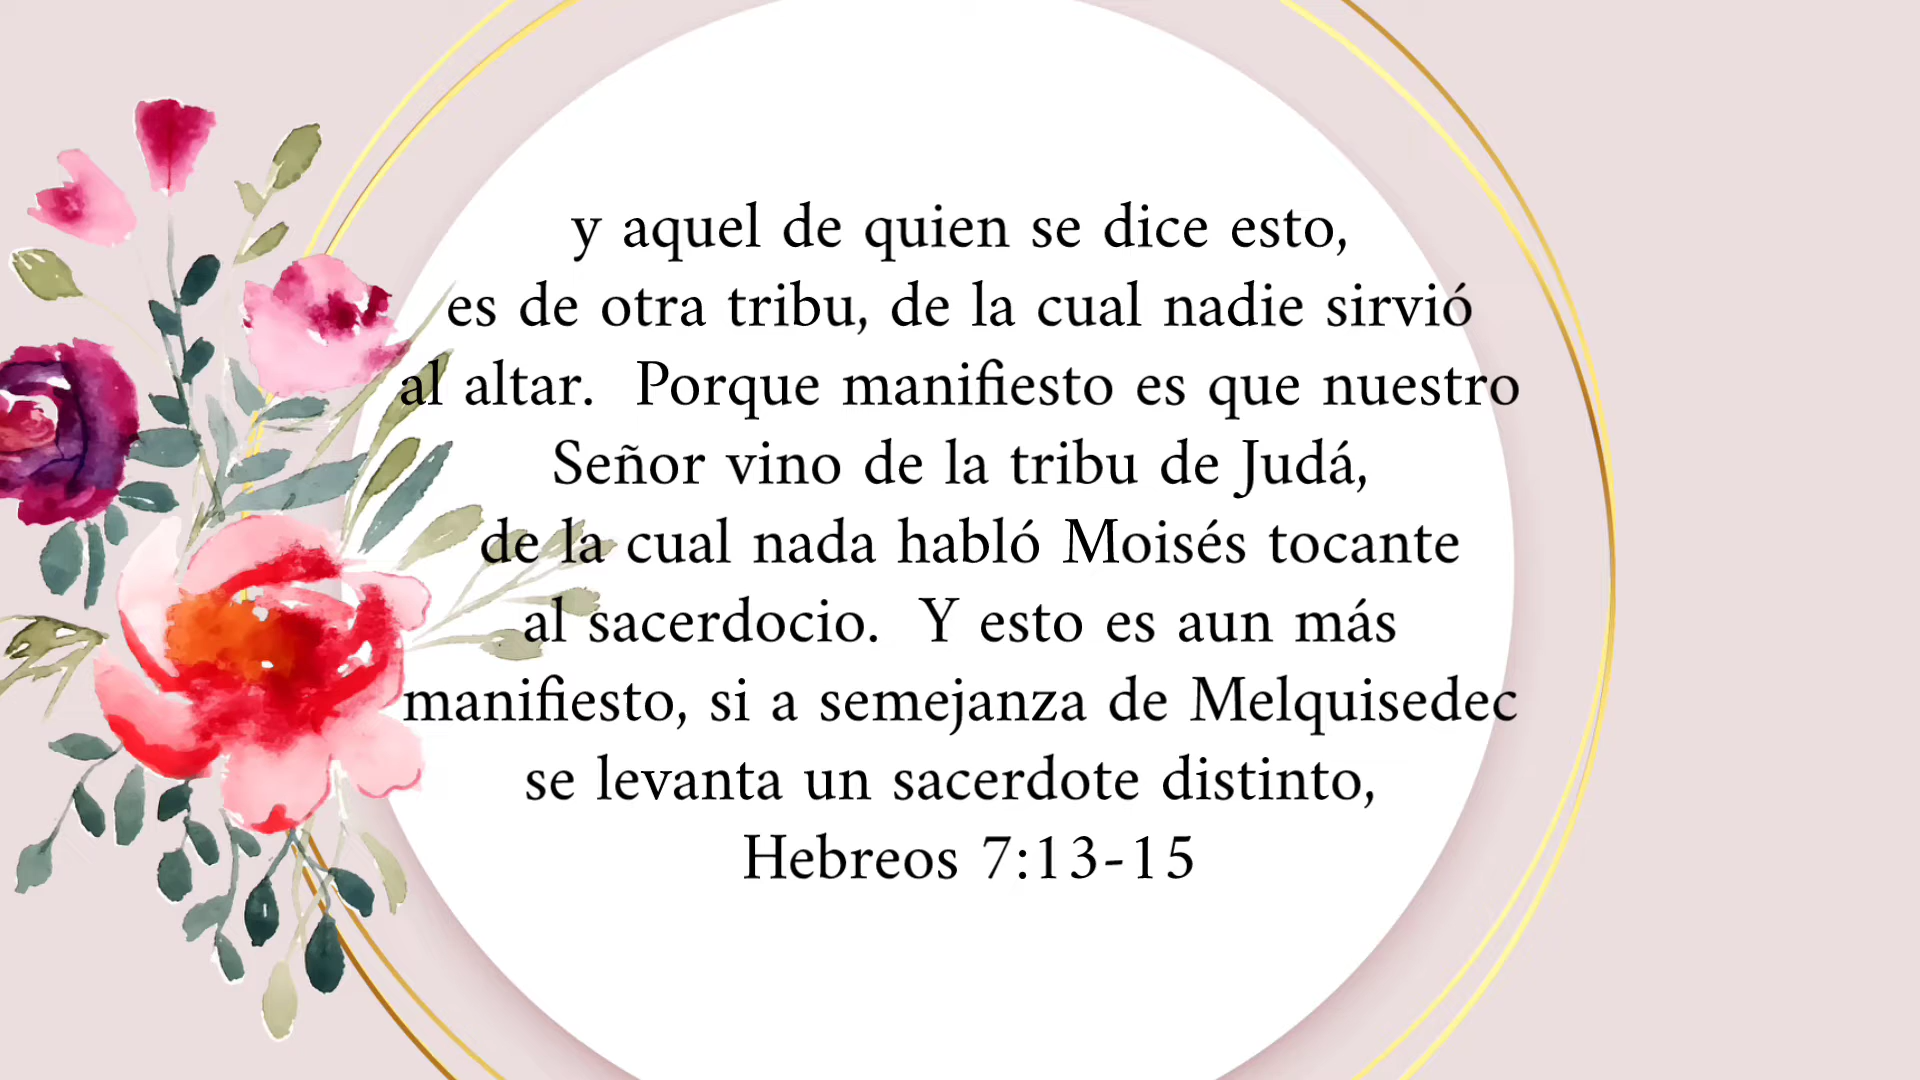 y aquel de quien se dice esto,
es de otra tribu, de la cual nadie sirvió
al altar.  Porque manifiesto es que nuestro
Señor vino de la tribu de Judá,
de la cual nada habló Moisés tocante
al sacerdocio.  Y esto es aun más
manifiesto, si a semejanza de Melquisedec
se levanta un sacerdote distinto,
Hebreos 7:13-15